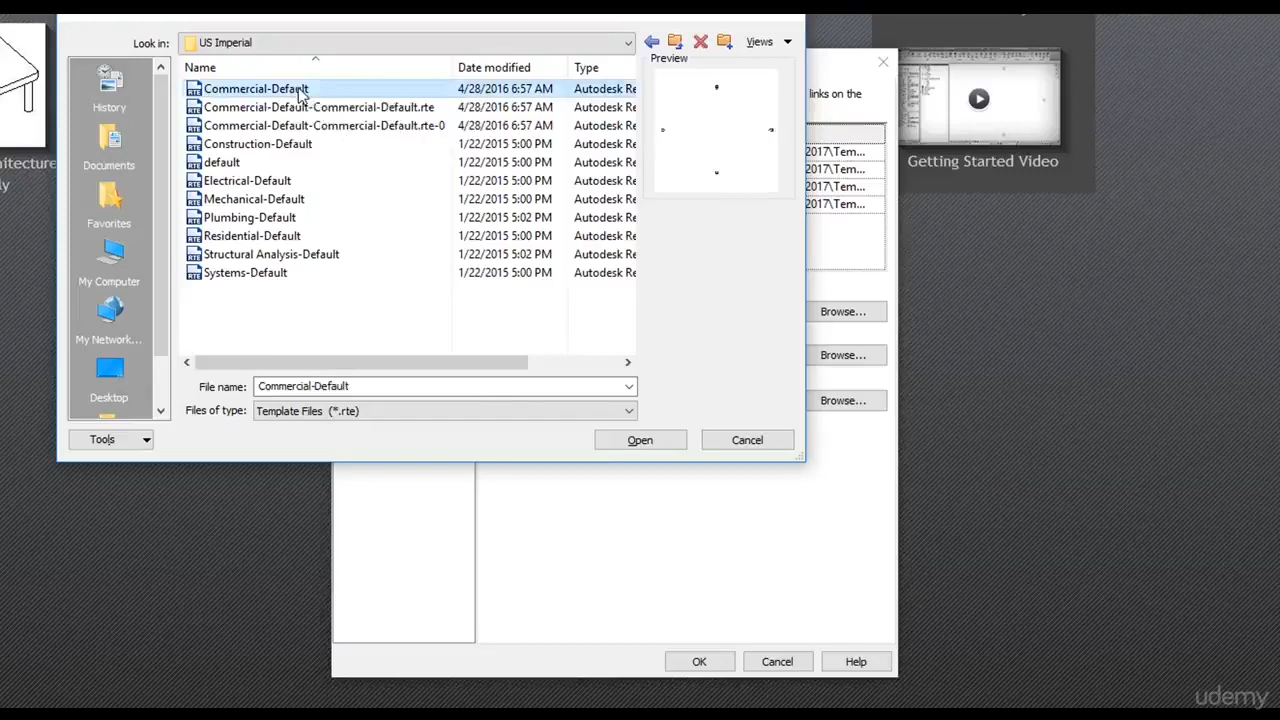 Look in:
US Imperial
Views
Preview
Name
Date modified
Type
Commercial-Default
4/28/2016 6:57 AM
Autodesk Re
Commercial-Default-Commercial-Default.rte
4/28/2016 6:57 AM
Autodesk Re
Commercial-Default-Commercial-Default.rte-0
4/28/2016 6:57 AM
Autodesk Re
Construction-Default
1/22/2015 5:00 PM
Autodesk Re
default
1/22/2015 5:00 PM
Autodesk Re
Electrical-Default
1/22/2015 5:00 PM
Autodesk Re
Mechanical-Default
1/22/2015 5:00 PM
Autodesk Re
Plumbing-Default
1/22/2015 5:02 PM
Autodesk Re
Residential-Default
1/22/2015 5:00 PM
Autodesk Re
Structural Analysis-Default
1/22/2015 5:02 PM
Autodesk Re
Systems-Default
1/22/2015 5:00 PM
Autodesk Re
History
Documents
Favorites
My Computer
My Network...
Desktop
File name:
Commercial-Default
Files of type:
Template Files (*.rte)
Tools
Open
Cancel
links on the
2017\Tem...
2017\Tem...
2017\Tem...
2017\Tem...
Browse...
Browse...
Browse...
OK
Cancel
Help
Getting Started Video
hitecture
ly
udemy